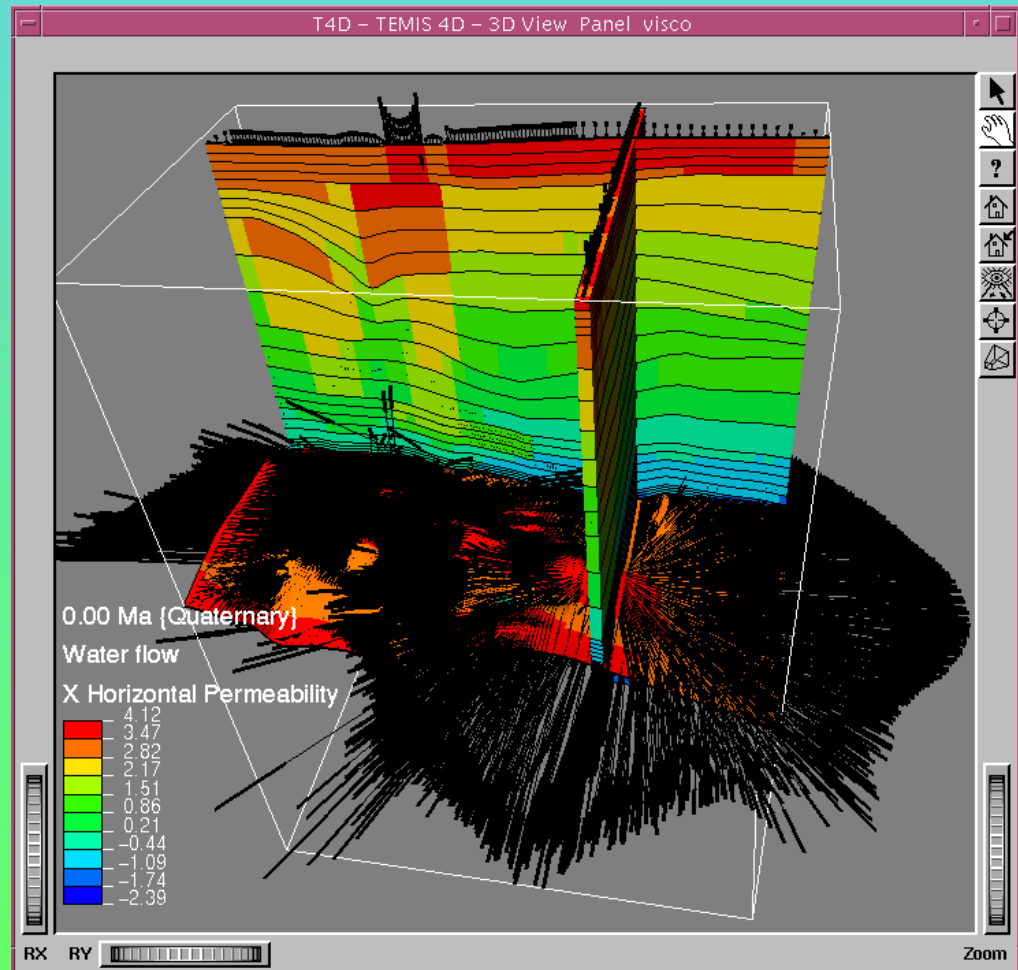 T4D – TEMIS 4D – 3D View Panel visco
?
0.00 Ma {Quaternary}
Water flow
X Horizontal Permeability
4.12
3.47
2.82
2.17
1.51
0.86
0.21
-0.44
-1.09
-1.74
-2.39
RX RY Zoom